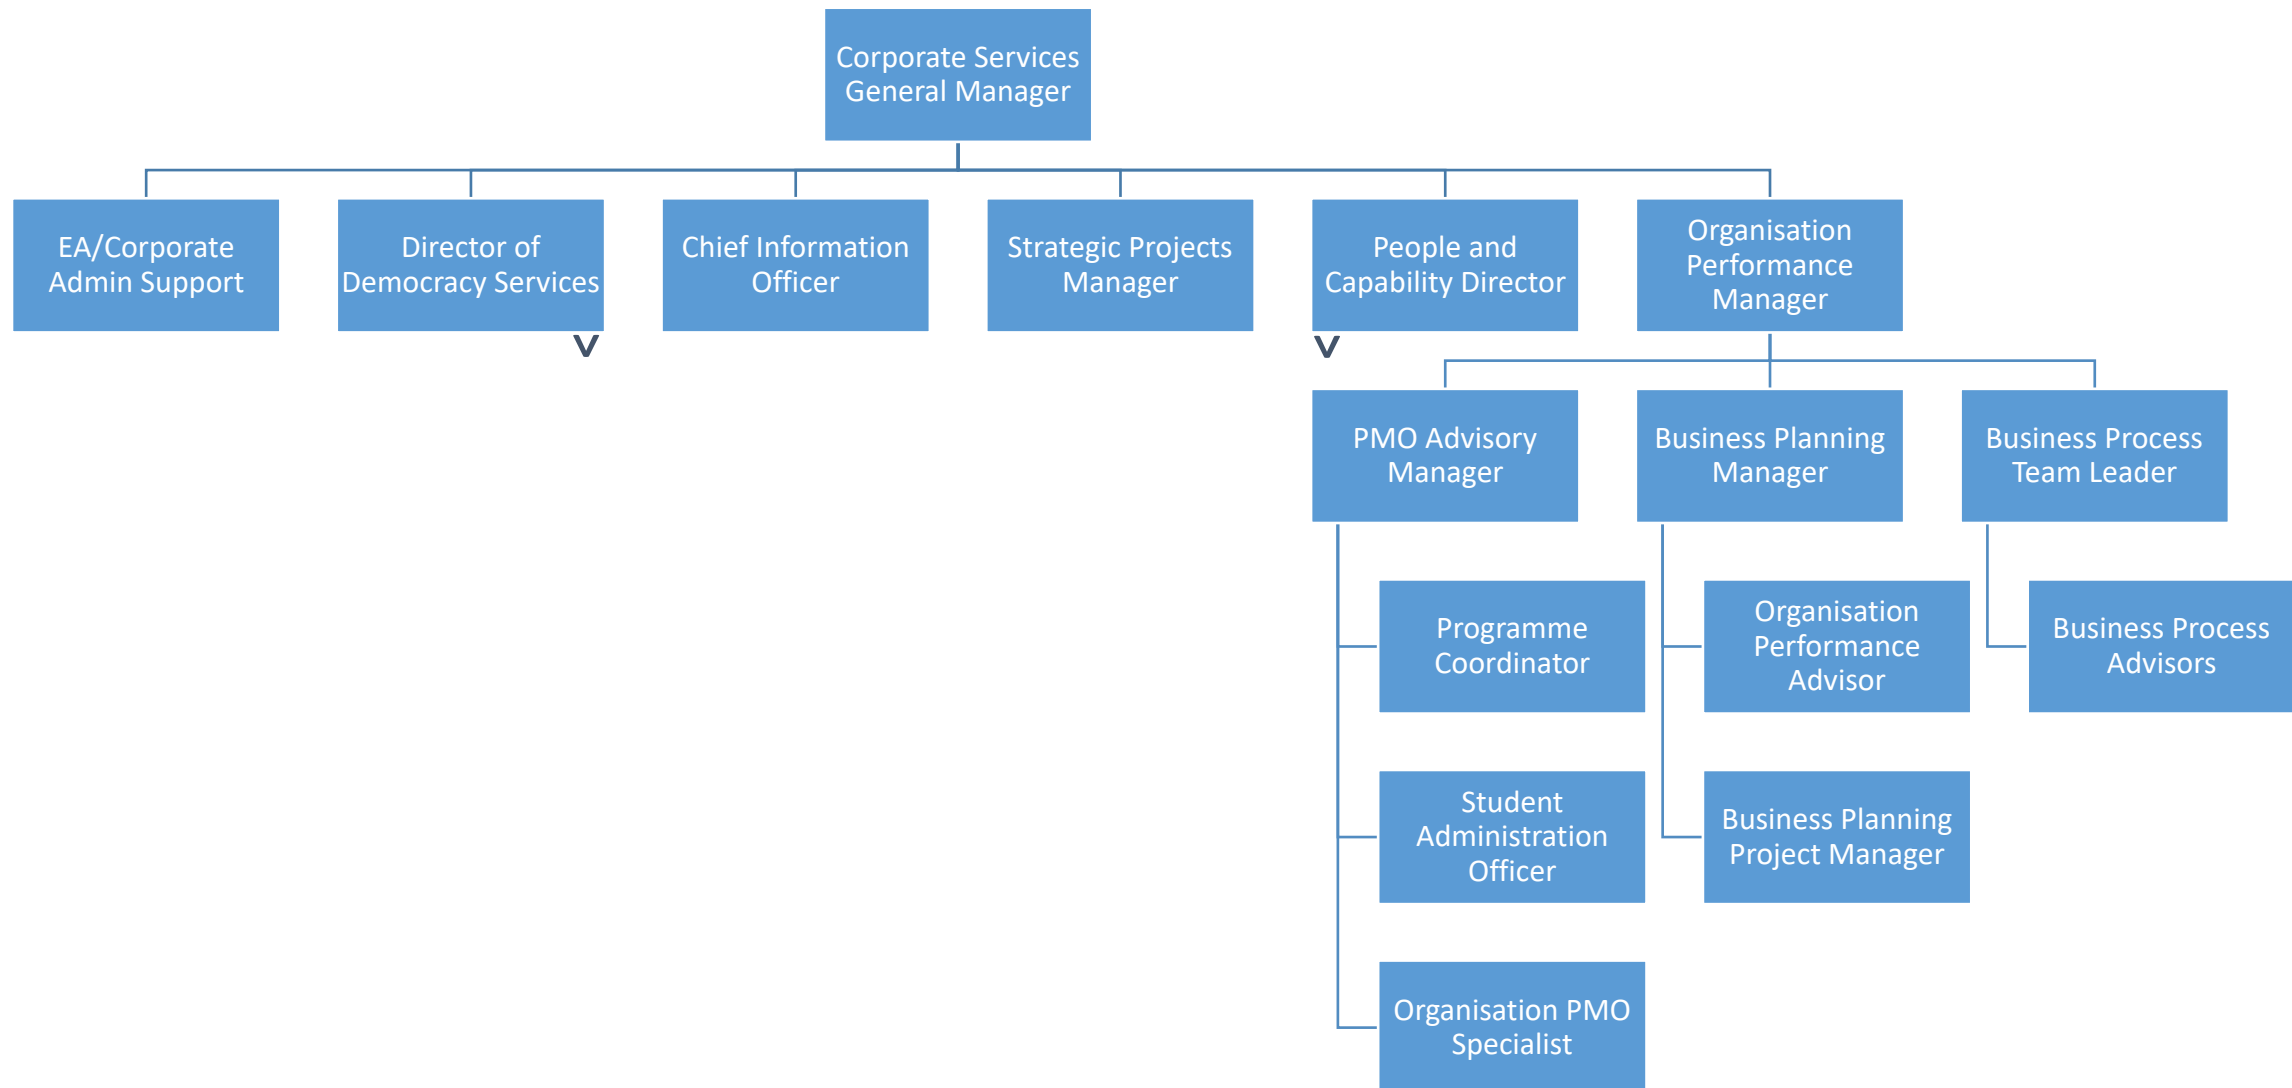 Corporate Services
General Manager
EA/Corporate
Admin Support
Director of
Democracy Services
Chief Information
Officer
Strategic Projects
Manager
People and
Capability Director
Organisation
Performance
Manager
V
V
PMO Advisory
Manager
Business Planning
Manager
Business Process
Team Leader
Programme
Coordinator
Organisation
Performance
Advisor
Business Process
Advisors
Student
Administration
Officer
Business Planning
Project Manager
Organisation PMO
Specialist